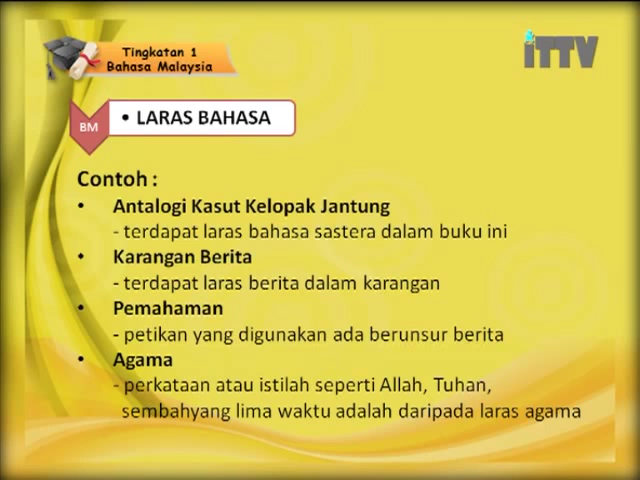 Tingkatan 1
Bahasa Malaysia
iTTV
BM
• LARAS BAHASA
Contoh :
• Antalogi Kasut Kelopak Jantung
- terdapat laras bahasa sastera dalam buku ini
• Karangan Berita
- terdapat laras berita dalam karangan
• Pemahaman
- petikan yang digunakan ada berunsur berita
• Agama
- perkataan atau istilah seperti Allah, Tuhan,
sembahyang lima waktu adalah daripada laras agama